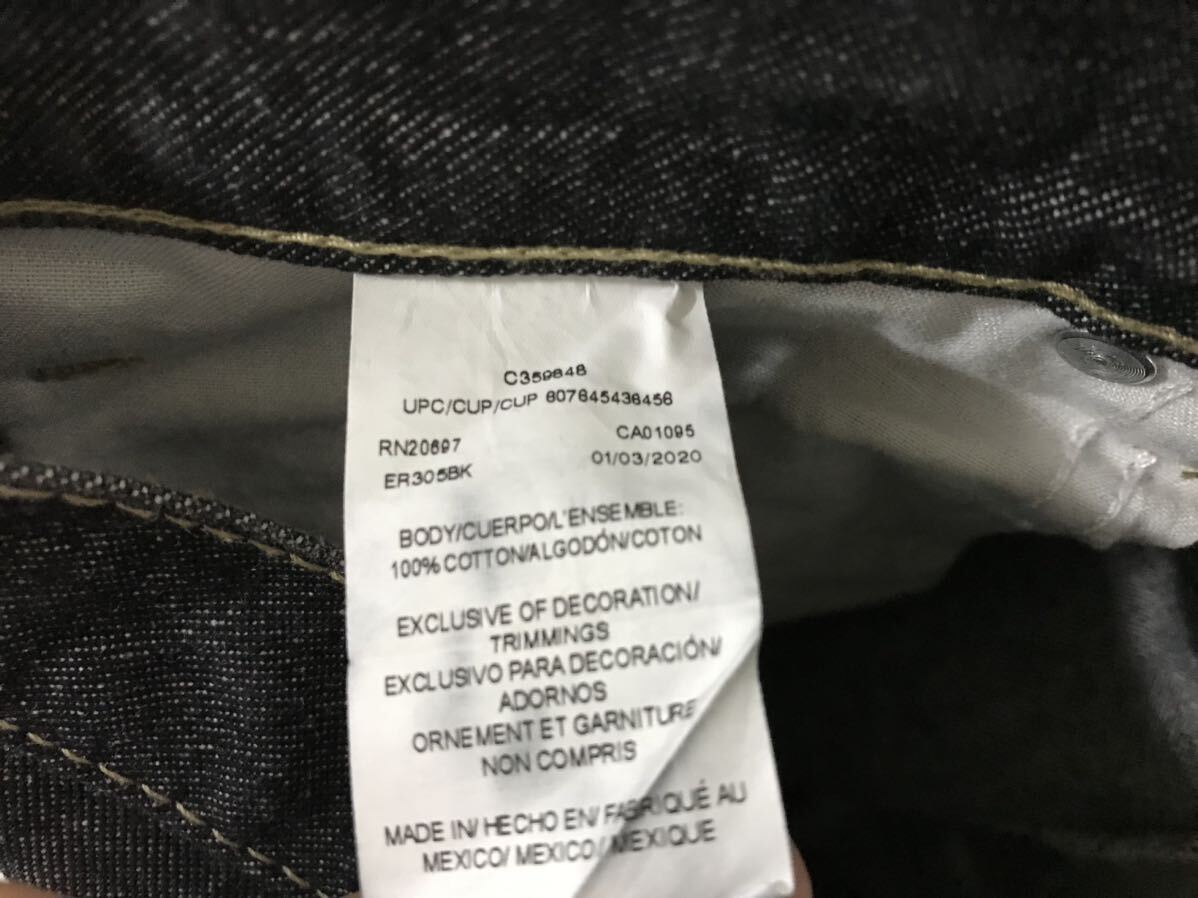 C359848
UPC/CUP/CUP 607645436456
RN20697
CA01095
ER305BK
01/03/2020
BODY/CUERPO/L'ENSEMBLE:
100% COTTON/ALGODÓN/COTON
EXCLUSIVE OF DECORATION/
TRIMMINGS
EXCLUSIVO PARA DECORACIÓN/
ADORNOS
ORNEMENT ET GARNITURE
NON COMPRIS
MADE IN/ HECHO EN/ FABRIQUÉ AU
MEXICO/ MEXICO/ MEXIQUE